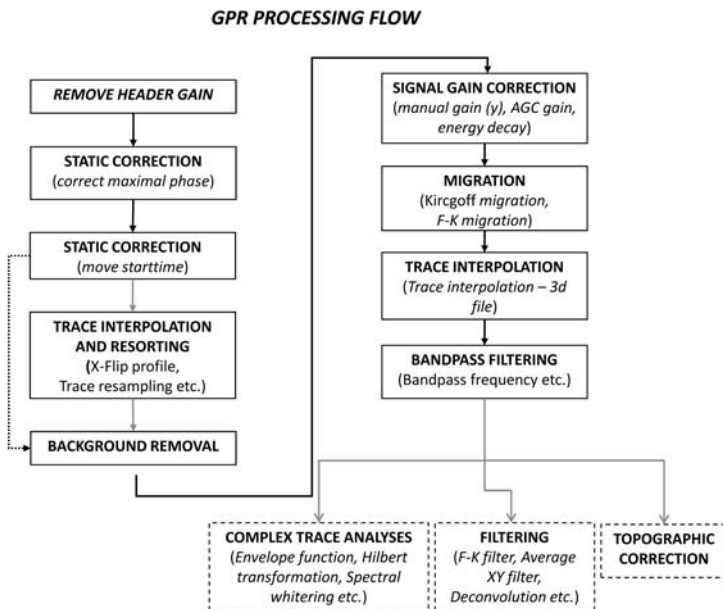 GPR PROCESSING FLOW
REMOVE HEADER GAIN
STATIC CORRECTION
(correct maximal phase)
STATIC CORRECTION
(move starttime)
TRACE INTERPOLATION
AND RESORTING
(X-Flip profile,
Trace resampling etc.)
BACKGROUND REMOVAL
SIGNAL GAIN CORRECTION
(manual gain (y), AGC gain,
energy decay)
MIGRATION
(Kircgoff migration,
F-K migration)
TRACE INTERPOLATION
(Trace interpolation – 3d
file)
BANDPASS FILTERING
(Bandpass frequency etc.)
COMPLEX TRACE ANALYSES
(Envelope function, Hilbert
transformation, Spectral
whitering etc.)
FILTERING
(F-K filter, Average
XY filter,
Deconvolution etc.)
TOPOGRAPHIC
CORRECTION